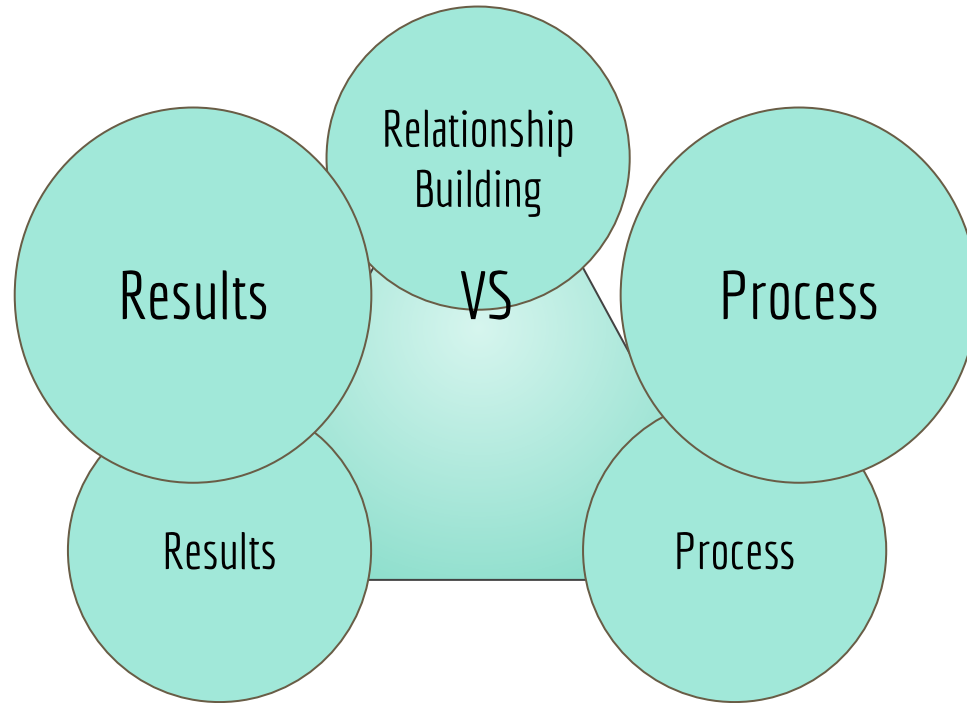 Relationship
Building
Results
VS
Process
Results
Process